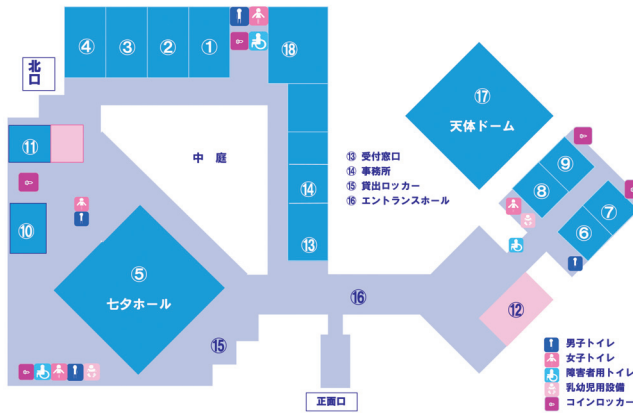 ④
③
②
①
⑱
北口
⑰
天体ドーム
⑪
中 庭
⑬ 受付窓口
⑭ 事務所
⑮ 貸出ロッカー
⑯ エントランスホール
⑨
⑧
⑦
⑥
⑭
⑩
⑬
⑤
七夕ホール
⑯
⑫
⑮
正面口
男子トイレ
女子トイレ
障害者用トイレ
乳幼児用設備
コインロッカー